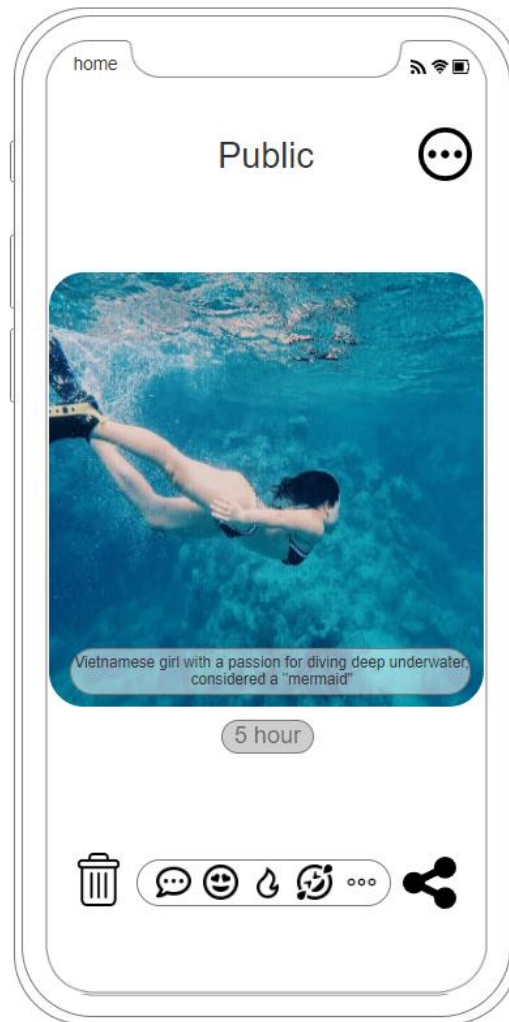 home
Public
Vietnamese girl with a passion for diving deep underwater,
considered a "mermaid"
5 hour